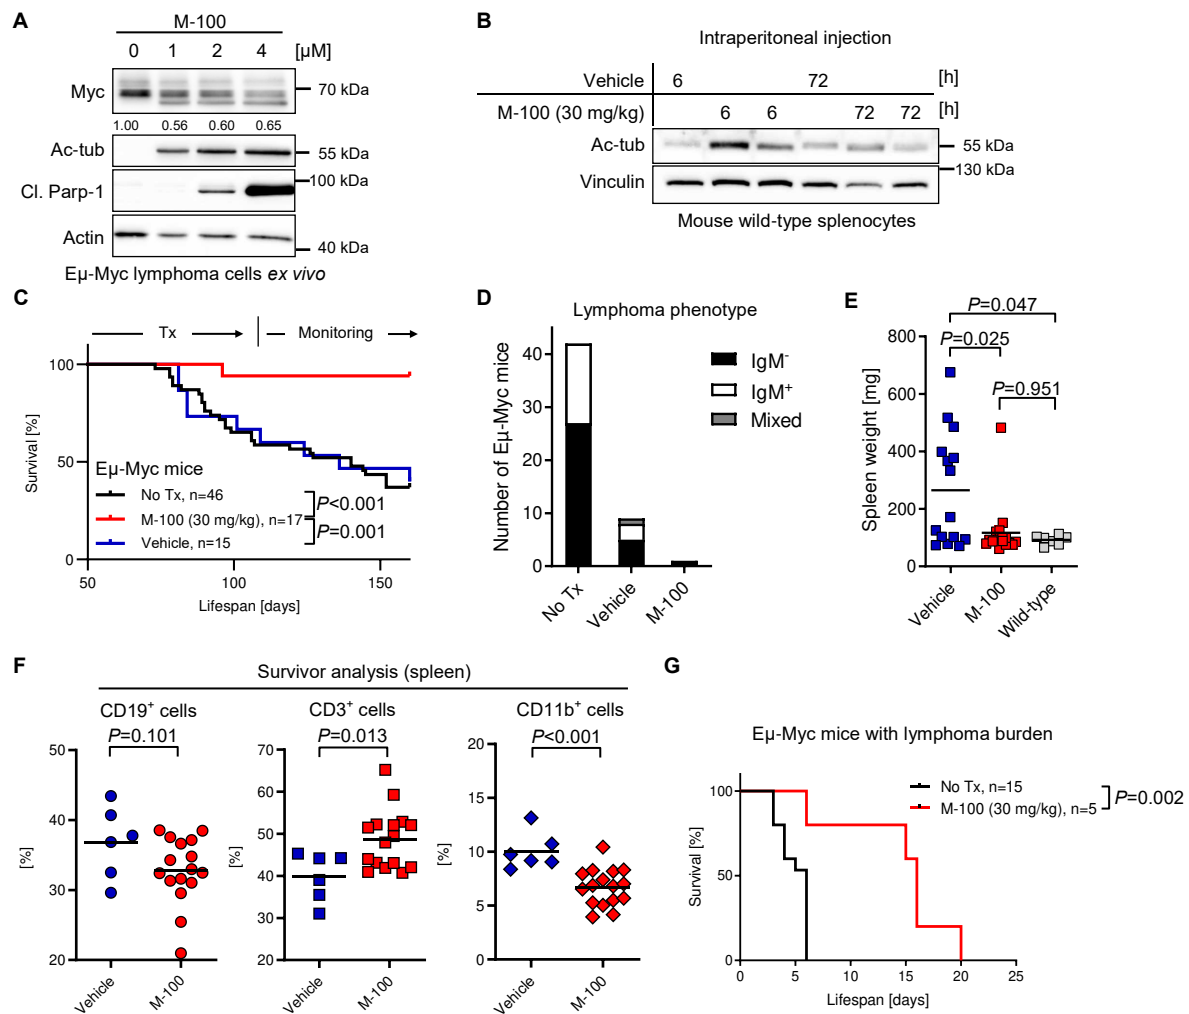 A
M-100
0 1 2 4 [µM]
Myc
70 kDa
1.00 0.56 0.60 0.65
Ac-tub
55 kDa
Cl. Parp-1
100 kDa
Actin
40 kDa
Eµ-Myc lymphoma cells ex vivo
B
Intraperitoneal injection
Vehicle 6 72 [h]
M-100 (30 mg/kg) 6 6 72 72 [h]
Ac-tub
55 kDa
130 kDa
Vinculin
Mouse wild-type splenocytes
C
Tx
Monitoring
Survival [%]
100
50
0
Eµ-Myc mice
No Tx, n=46
M-100 (30 mg/kg), n=17
Vehicle, n=15
P<0.001
P=0.001
50 100 150
Lifespan [days]
D
Lymphoma phenotype
Number of Eµ-Myc mice
40
30
20
10
0
IgM-
IgM+
Mixed
No Tx
Vehicle
M-100
E
P=0.047
P=0.025
P=0.951
Spleen weight [mg]
800
600
400
200
0
Vehicle
M-100
Wild-type
F
Survivor analysis (spleen)
CD19+ cells
P=0.101
[%]
50
40
30
20
Vehicle
M-100
CD3+ cells
P=0.013
[%]
70
60
50
40
30
20
Vehicle
M-100
CD11b+ cells
P<0.001
[%]
20
15
10
5
0
Vehicle
M-100
G
Eµ-Myc mice with lymphoma burden
No Tx, n=15
M-100 (30 mg/kg), n=5
P=0.002
Survival [%]
100
50
0
0 5 10 15 20 25
Lifespan [days]